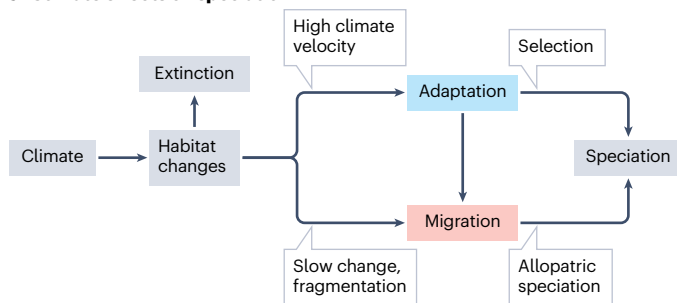 High climate
velocity
Selection
Extinction
Adaptation
Climate
Habitat
changes
Speciation
Migration
Slow change,
fragmentation
Allopatric
speciation